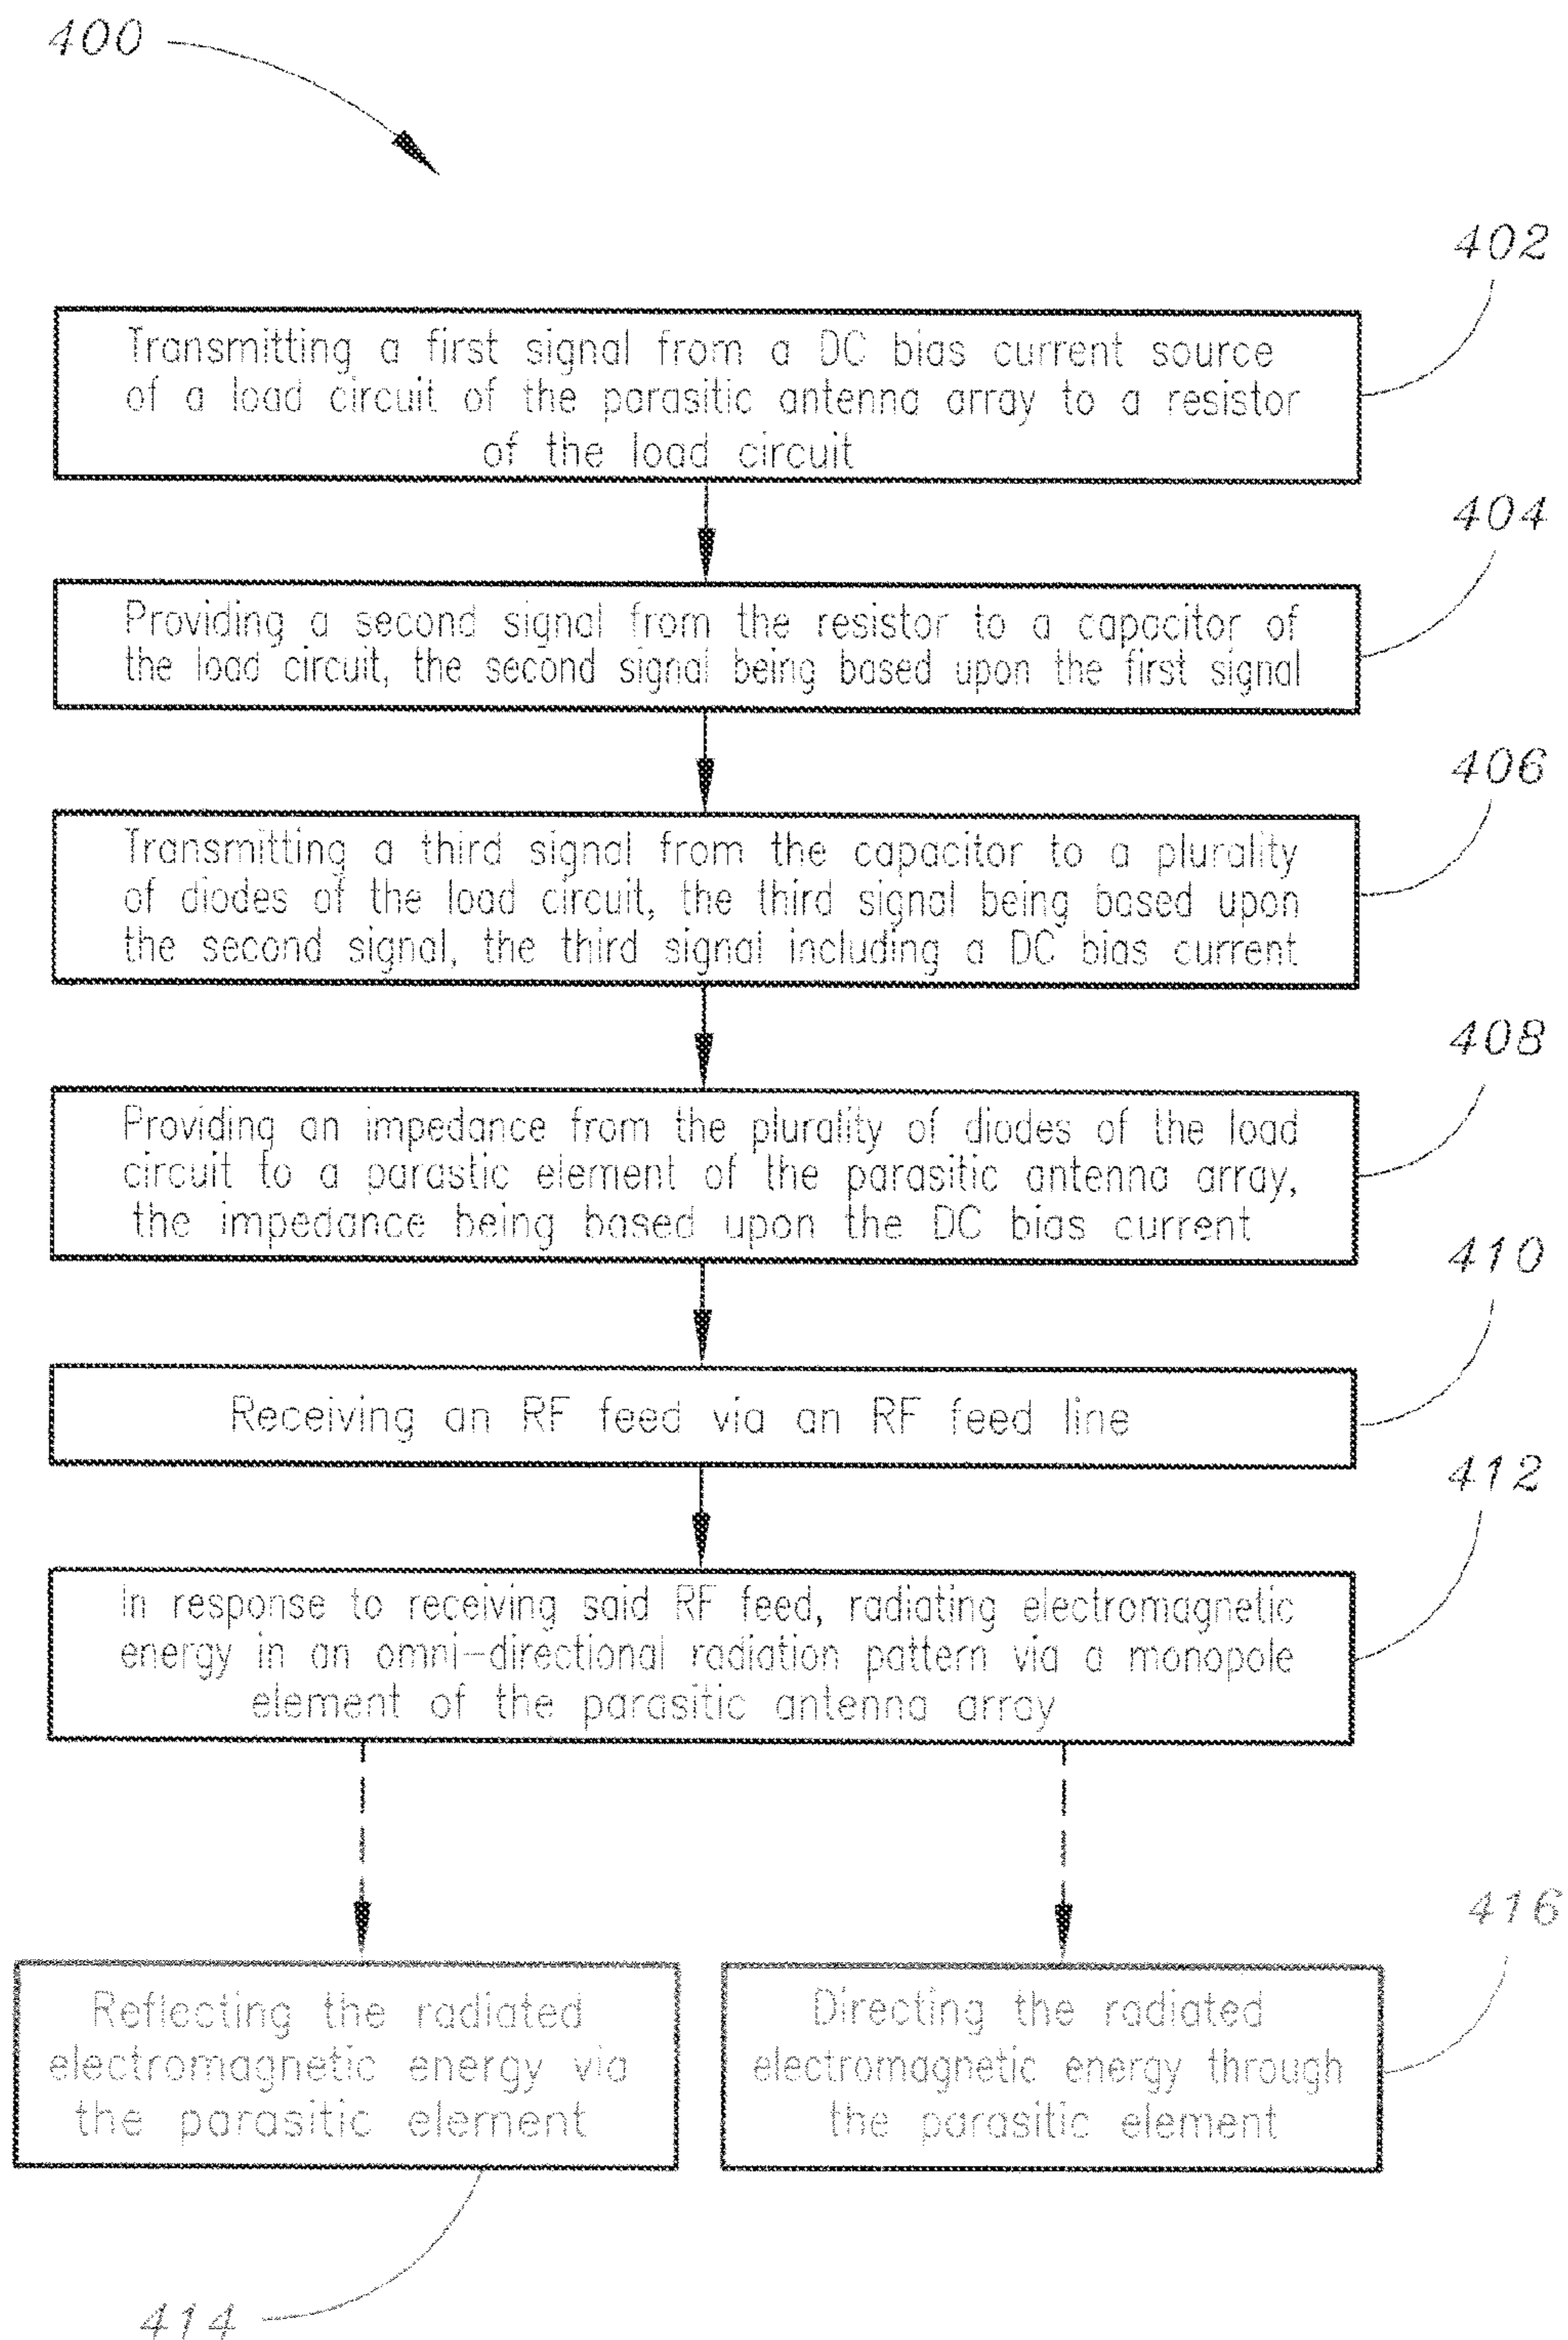 400
402
Transmitting a first signal from a DC bias current source
of a load circuit of the parasitic antenna array to a resistor
of the load circuit
404
Providing a second signal from the resistor to a capacitor of
the load circuit, the second signal being based upon the first signal
406
Transmitting a third signal from the capacitor to a plurality
of diodes of the load circuit, the third signal being based upon
the second signal, the third signal including a DC bias current
408
Providing an impedance from the plurality of diodes of the load
circuit to a parastic element of the parasitic antenna array,
the impedance being based upon the DC bias current
410
Receiving an RF feed via an RF feed line
412
In response to receiving said RF feed, radiating electromagnetic
energy in an omni-directional radiation pattern via a monopole
element of the parasitic antenna array
Reflecting the radiated
electromagnetic energy via
the parasitic element
414
416
Directing the radiated
electromagnetic energy through
the parasitic element